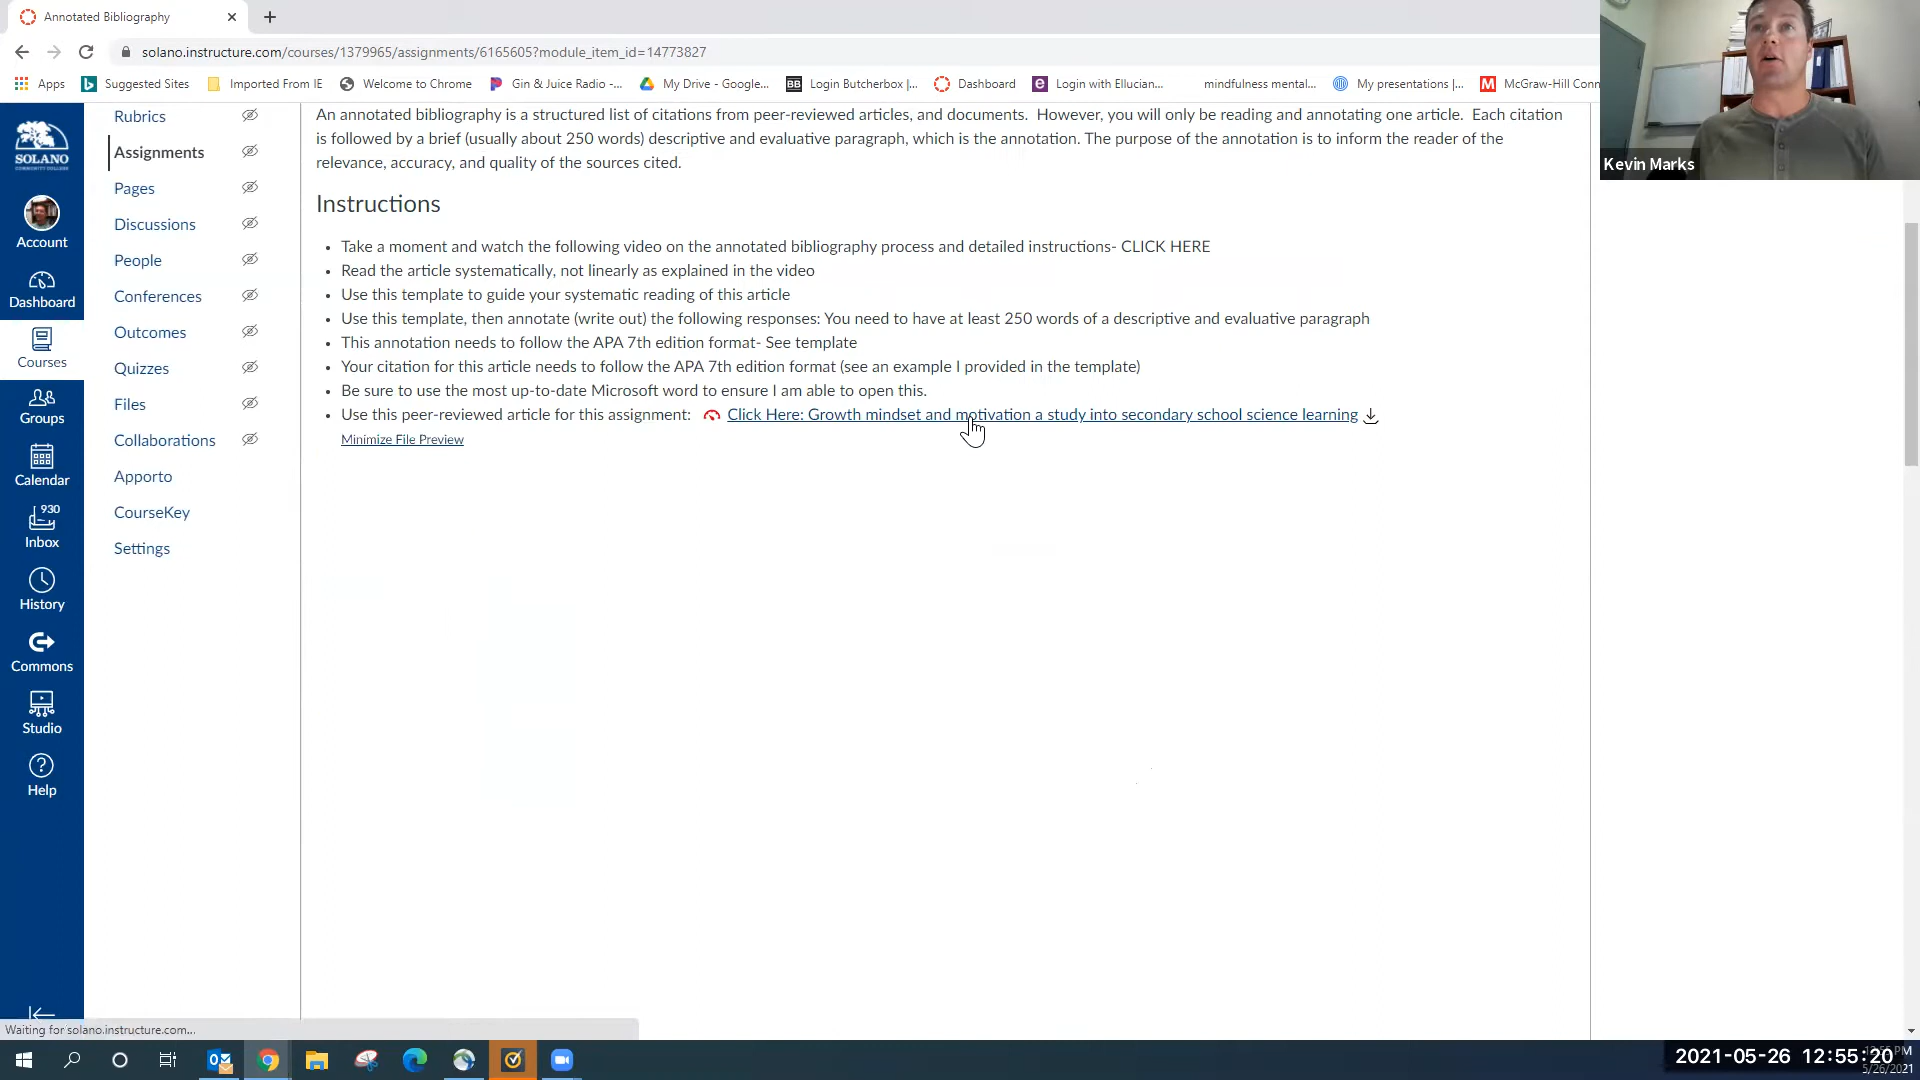 Annotated Bibliography
solano.instructure.com/courses/1379965/assignments/6165605?module_item_id=14773827
Apps
Suggested Sites
Imported From IE
Welcome to Chrome
Gin & Juice Radio -...
My Drive - Google...
BB Login Butcherbox |...
Dashboard
Login with Ellucian...
mindfulness mental...
My presentations |...
McGraw-Hill Conn
Kevin Marks
SOLANO
COMMUNITY COLLEGE
Account
Dashboard
Courses
Groups
Calendar
930
Inbox
History
Commons
Studio
Help
Rubrics
Assignments
Pages
Discussions
People
Conferences
Outcomes
Quizzes
Files
Collaborations
Apporto
CourseKey
Settings
An annotated bibliography is a structured list of citations from peer-reviewed articles, and documents. However, you will only be reading and annotating one article. Each citation
is followed by a brief (usually about 250 words) descriptive and evaluative paragraph, which is the annotation. The purpose of the annotation is to inform the reader of the
relevance, accuracy, and quality of the sources cited.
Instructions
• Take a moment and watch the following video on the annotated bibliography process and detailed instructions- CLICK HERE
• Read the article systematically, not linearly as explained in the video
• Use this template to guide your systematic reading of this article
• Use this template, then annotate (write out) the following responses: You need to have at least 250 words of a descriptive and evaluative paragraph
• This annotation needs to follow the APA 7th edition format- See template
• Your citation for this article needs to follow the APA 7th edition format (see an example I provided in the template)
• Be sure to use the most up-to-date Microsoft word to ensure I am able to open this.
• Use this peer-reviewed article for this assignment: Click Here: Growth mindset and motivation a study into secondary school science learning
Minimize File Preview
Waiting for solano.instructure.com...
2021-05-26 12:55:20
5/26/2021